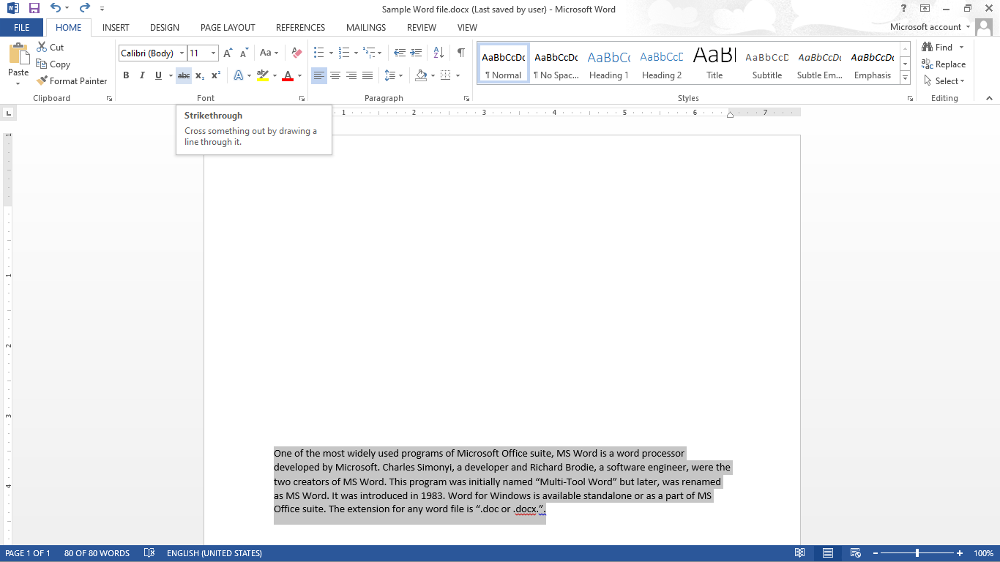 Sample Word file.docx (Last saved by user) - Microsoft Word
?
FILE HOME INSERT DESIGN PAGE LAYOUT REFERENCES MAILINGS REVIEW VIEW Microsoft account
Paste
Cut
Copy
Format Painter
Clipboard
Calibri (Body) 11 A A Aa A
B I U abc x₂ x² A ab A
Font
A Z ¶
Paragraph
AaBbCcDc AaBbCcDc AaBbCc AaBbCcD AaBl AaBbCcD AaBbCcDc AaBbCcDc
¶ Normal ¶ No Spac... Heading 1 Heading 2 Title Subtitle Subtle Em... Emphasis
Styles
Find
Replace
Select
Editing
L
1 2 3 4 5 6 7
Strikethrough
Cross something out by drawing a
line through it.
1
1
2
3
4
One of the most widely used programs of Microsoft Office suite, MS Word is a word processor
developed by Microsoft. Charles Simonyi, a developer and Richard Brodie, a software engineer, were the
two creators of MS Word. This program was initially named “Multi-Tool Word” but later, was renamed
as MS Word. It was introduced in 1983. Word for Windows is available standalone or as a part of MS
Office suite. The extension for any word file is “.doc or .docx.”.
PAGE 1 OF 1 80 OF 80 WORDS ENGLISH (UNITED STATES) 100%